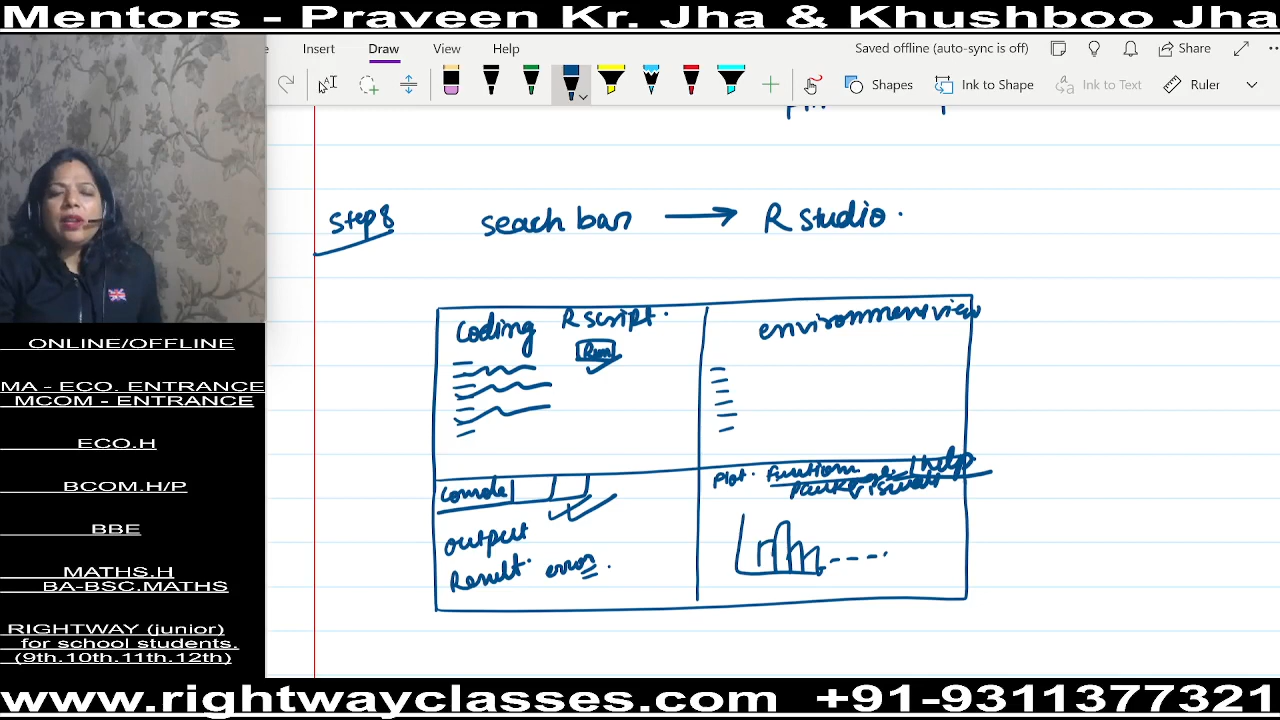 Mentors - Praveen Kr. Jha & Khushboo Jha
Insert Draw View Help
Saved offline (auto-sync is off)
Share
Shapes
Ink to Shape
Ink to Text
Ruler
step 8
seach bar → R studio.
coding R script.
Run
environment view
console
output
Result. error.
plot. function help
ONLINE/OFFLINE
MA - ECO. ENTRANCE
MCOM - ENTRANCE
ECO.H
BCOM.H/P
BBE
MATHS.H
BA-BSC.MATHS
RIGHTWAY (junior)
for school students.
(9th.10th.11th.12th)
www.rightwayclasses.com +91-9311377321